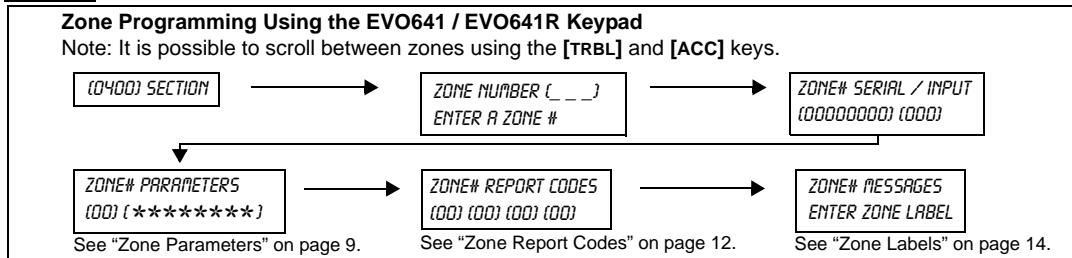 Zone Programming Using the EVO641 / EVO641R Keypad
Note: It is possible to scroll between zones using the [TRBL] and [ACC] keys.
(0400) SECTION
ZONE NUMBER (_ _ _)
ENTER A ZONE #
ZONE# SERIAL / INPUT
(00000000) (000)
ZONE# PARAMETERS
(00) (********)
See “Zone Parameters” on page 9.
ZONE# REPORT CODES
(00) (00) (00) (00)
See “Zone Report Codes” on page 12.
ZONE# MESSAGES
ENTER ZONE LABEL
See “Zone Labels” on page 14.